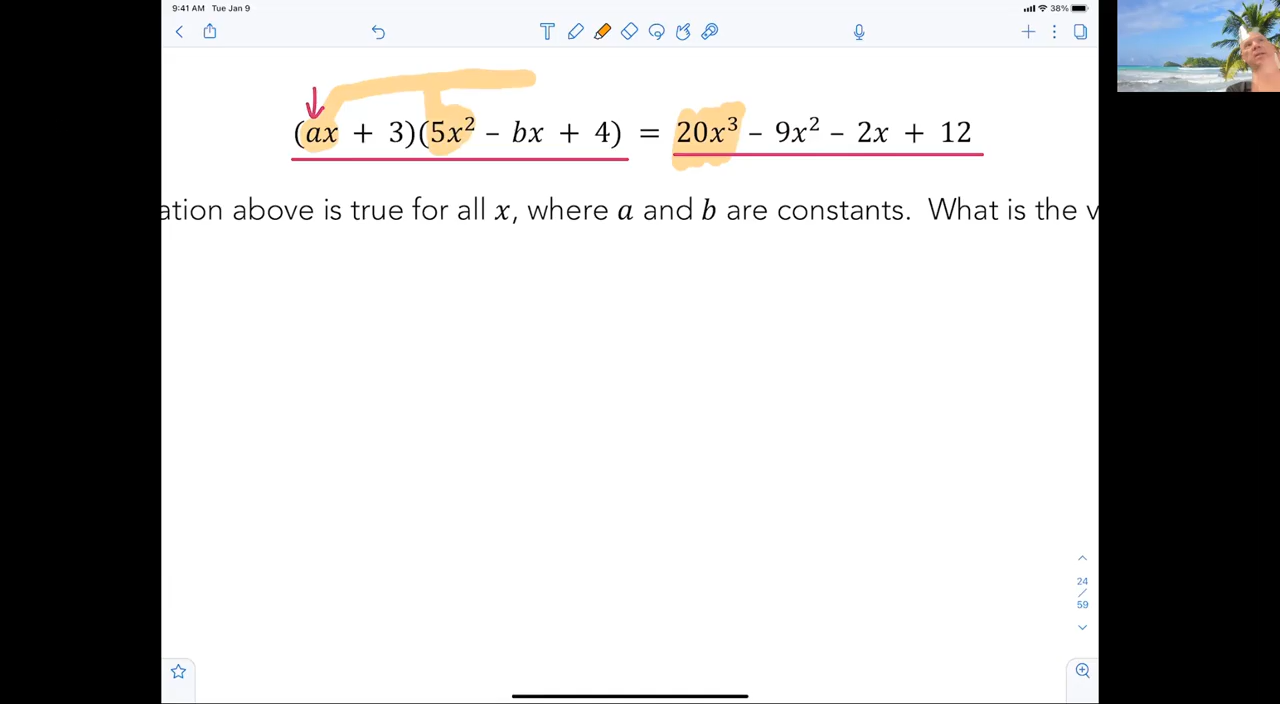 9:41 AM Tue Jan 9
38%
(ax + 3)(5x² – bx + 4) = 20x³ – 9x² – 2x + 12
ation above is true for all x, where a and b are constants. What is the v
24
/
59